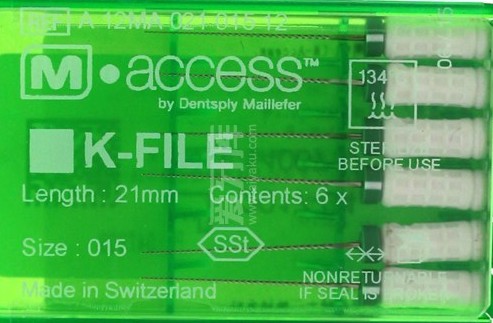 REF A 12MA 021 015 12
M•access™
by Dentsply Maillefer
134
STERILIZE
BEFORE USE
K-FILE
Length : 21mm Contents: 6 x
Size : 015
SSt
Made in Switzerland
NONRETURNABLE
IF SEAL IS